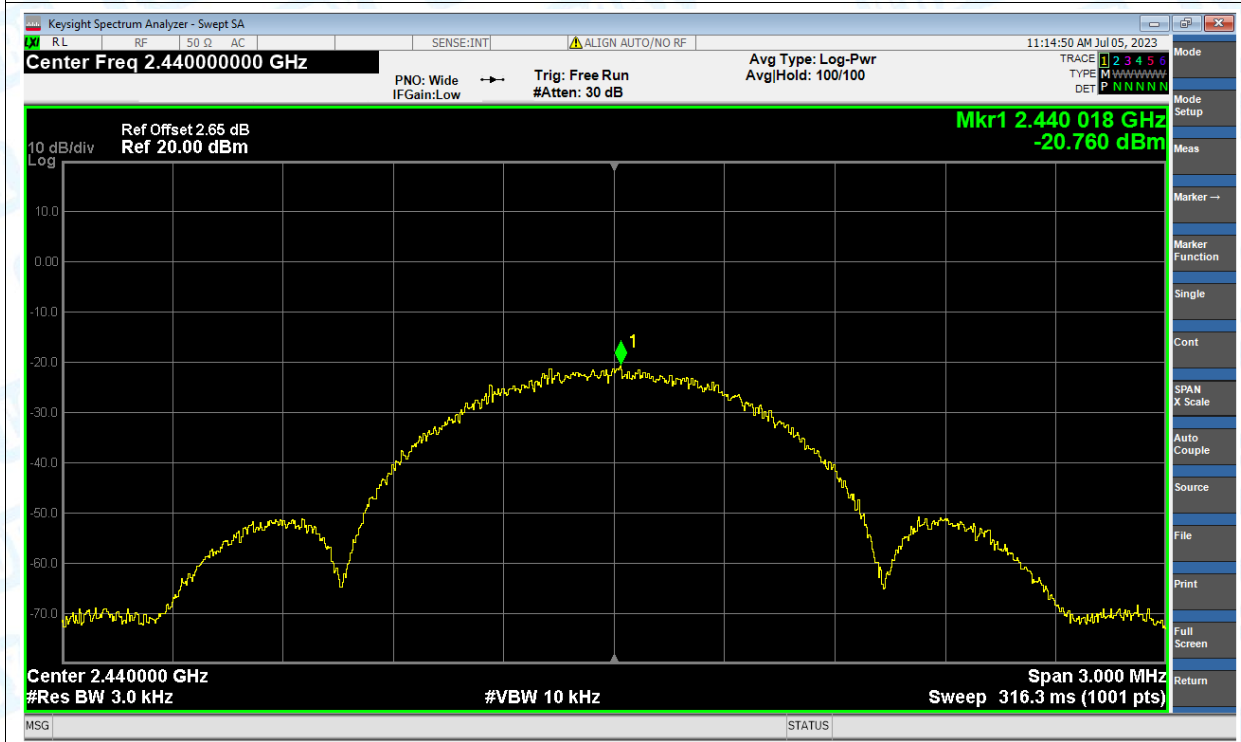 Keysight Spectrum Analyzer - Swept SA
LXI RL RF 50 Ω AC SENSE:INT ALIGN AUTO/NO RF 11:14:50 AM Jul 05, 2023
Center Freq 2.440000000 GHz
PNO: Wide
IFGain:Low
Trig: Free Run
#Atten: 30 dB
Avg Type: Log-Pwr
Avg|Hold: 100/100
TRACE 1 2 3 4 5 6
TYPE M WWWWW
DET P N N N N N
Ref Offset 2.65 dB
10 dB/div Ref 20.00 dBm
Log
Mkr1 2.440 018 GHz
-20.760 dBm
10.0
0.00
-10.0
1
-20.0
-30.0
-40.0
-50.0
-60.0
-70.0
Center 2.440000 GHz Span 3.000 MHz
#Res BW 3.0 kHz #VBW 10 kHz Sweep 316.3 ms (1001 pts)
MSG STATUS
Mode
Mode
Setup
Meas
Marker →
Marker
Function
Single
Cont
SPAN
X Scale
Auto
Couple
Source
File
Print
Full
Screen
Return